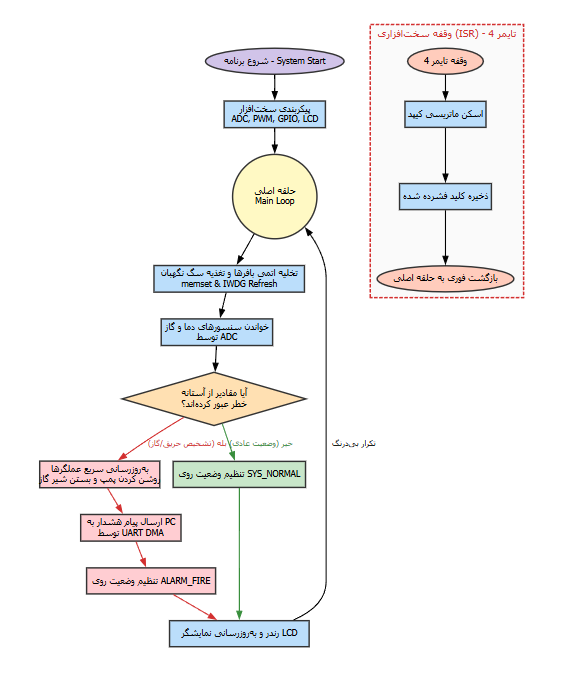 تایمر 4 - (ISR) وقفه سخت‌افزاری
شروع برنامه - System Start
وقفه تایمر 4
پیکربندی سخت‌افزار
ADC, PWM, GPIO, LCD
اسکن ماتریسی کیپد
حلقه اصلی
Main Loop
ذخیره کلید فشرده شده
تخلیه اتمی بافرها و تغذیه سگ نگهبان
memset & IWDG Refresh
بازگشت فوری به حلقه اصلی
خواندن سنسورهای دما و گاز
توسط ADC
آیا مقادیر از آستانه
خطر عبور کرده‌اند؟
بله (تشخیص حریق/گاز)
خیر (وضعیت عادی)
تکرار بی‌درنگ
به‌روزرسانی سریع عملگرها
روشن کردن پمپ و بستن شیر گاز
تنظیم وضعیت روی SYS_NORMAL
ارسال پیام هشدار به PC
توسط UART DMA
تنظیم وضعیت روی ALARM_FIRE
رندر و به‌روزرسانی نمایشگر LCD